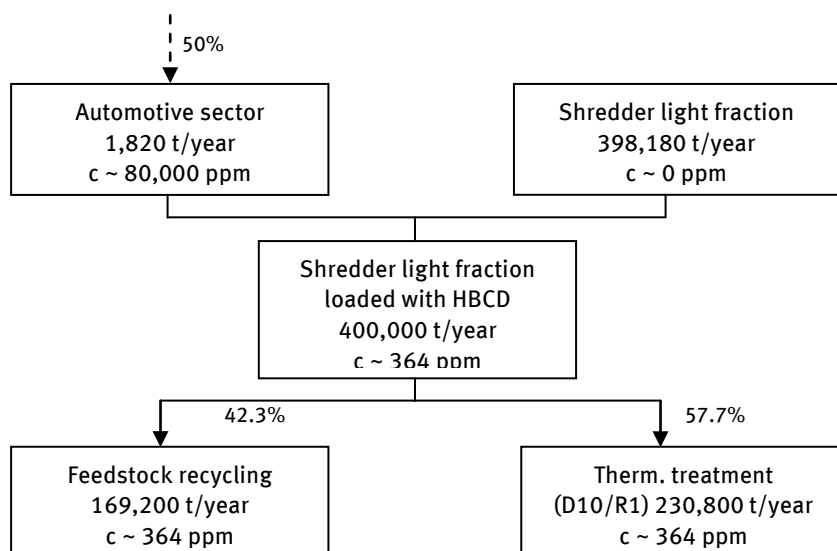 50%
Automotive sector
1,820 t/year
c ~ 80,000 ppm
Shredder light fraction
398,180 t/year
c ~ 0 ppm
Shredder light fraction
loaded with HBCD
400,000 t/year
c ~ 364 ppm
42.3%
57.7%
Feedstock recycling
169,200 t/year
c ~ 364 ppm
Therm. treatment
(D10/R1) 230,800 t/year
c ~ 364 ppm